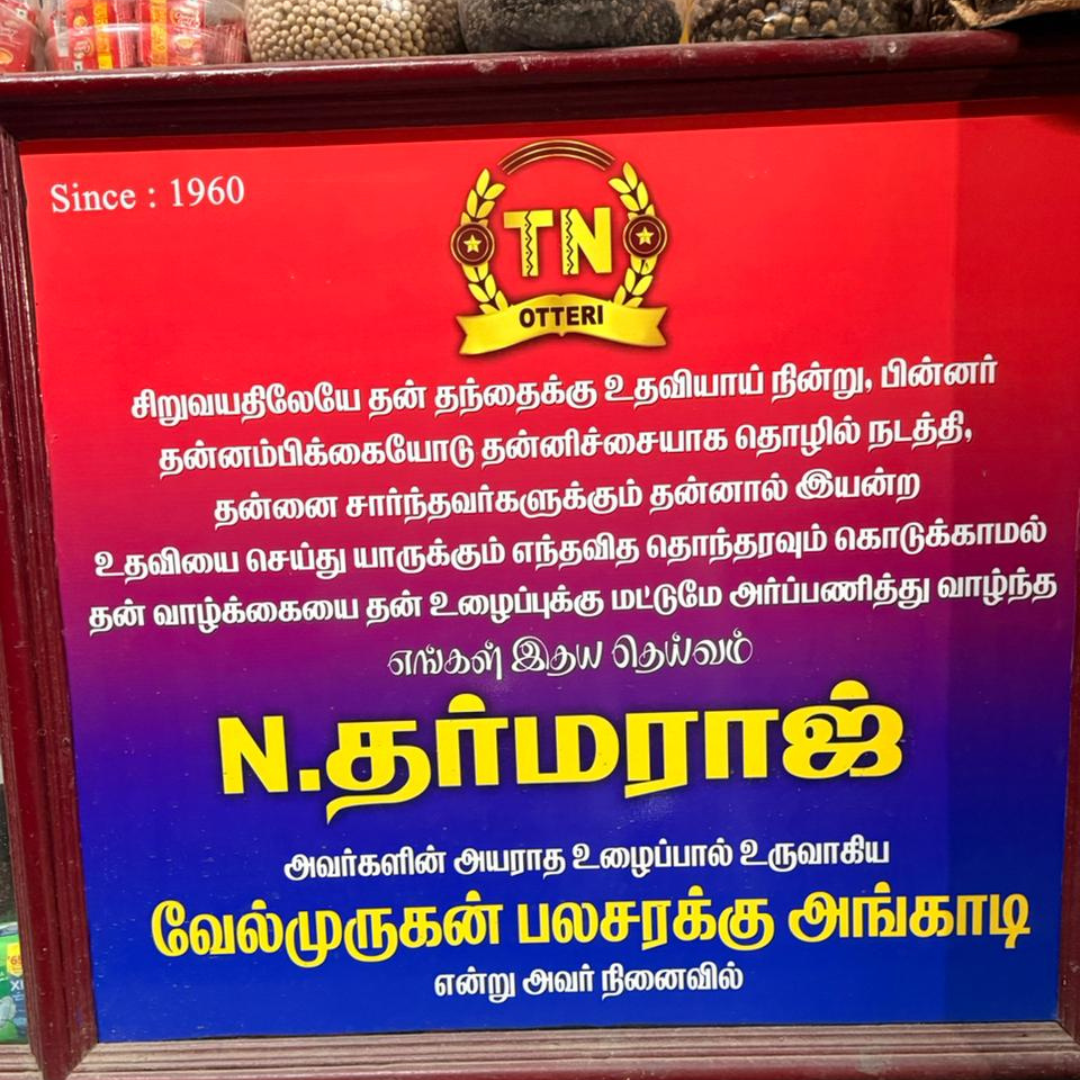 Since : 1960
TN
OTTERI
சிறுவயதிலேயே தன் தந்தைக்கு உதவியாய் நின்று, பின்னர்
தன்னம்பிக்கையோடு தன்னிச்சையாக தொழில் நடத்தி,
தன்னை சார்ந்தவர்களுக்கும் தன்னால் இயன்ற
உதவியை செய்து யாருக்கும் எந்தவித தொந்தரவும் கொடுக்காமல்
தன் வாழ்க்கையை தன் உழைப்புக்கு மட்டுமே அர்ப்பணித்து வாழ்ந்த
எங்கள் இதய தெய்வம்
N.தர்மராஜ்
அவர்களின் அயராத உழைப்பால் உருவாகிய
வேல்முருகன் பலசரக்கு அங்காடி
என்று அவர் நினைவில்